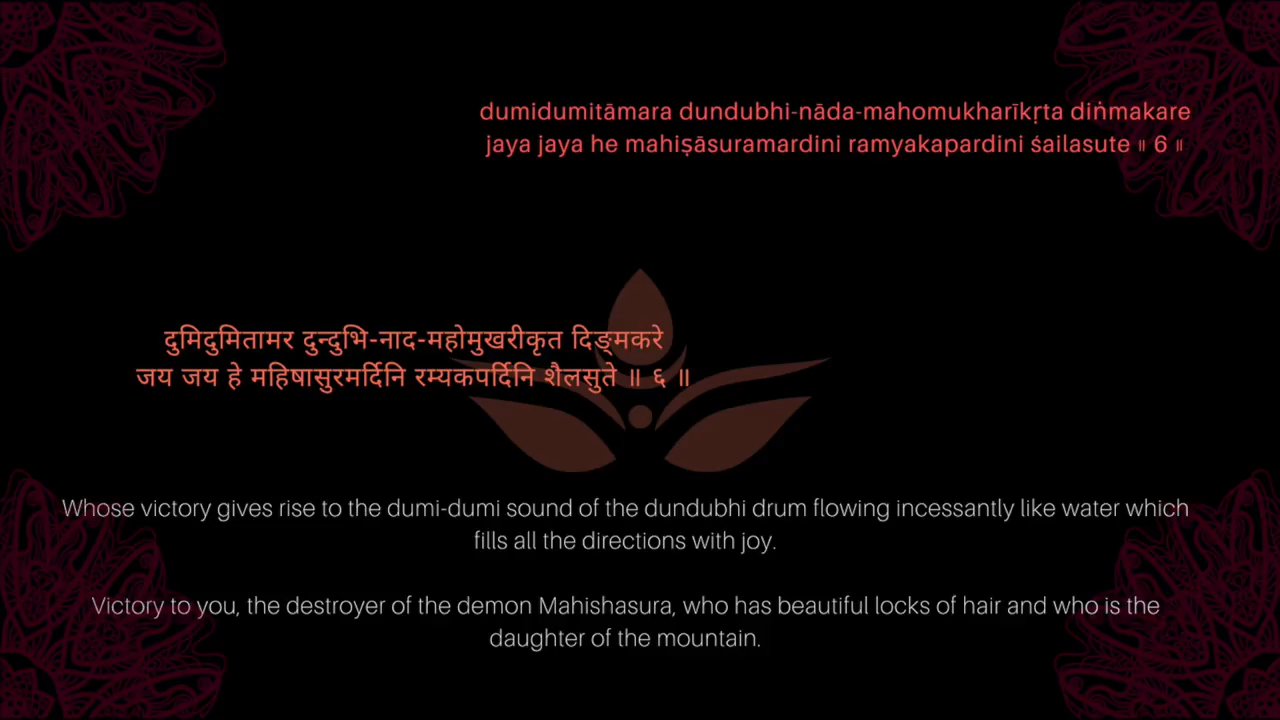 dumidumitāmara dundubhi-nāda-mahomukharīkṛta diṅmakare
jaya jaya he mahiṣāsuramardini ramyakapardini śailasute ॥ 6 ॥
दुमिदुमितामर दुन्दुभि-नाद-महोमुखरीकृत दिङ्मकरे
जय जय हे महिषासुरमर्दिनि रम्यकपर्दिनि शैलसुते ॥ ६ ॥
Whose victory gives rise to the dumi-dumi sound of the dundubhi drum flowing incessantly like water which
fills all the directions with joy.
Victory to you, the destroyer of the demon Mahishasura, who has beautiful locks of hair and who is the
daughter of the mountain.